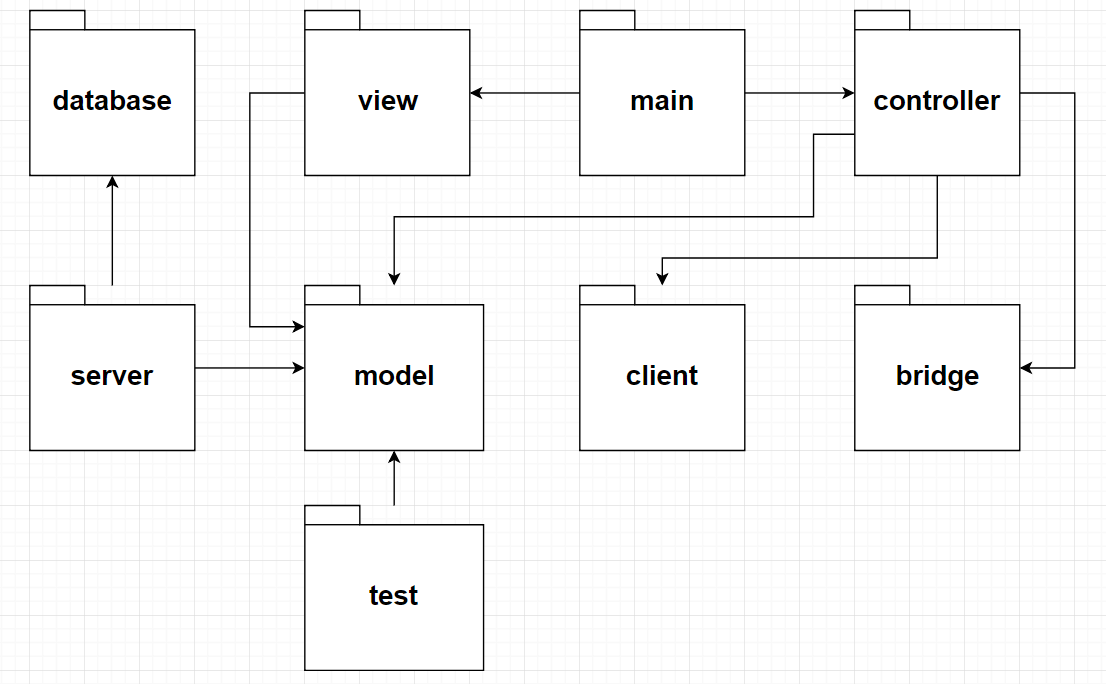 database
view
main
controller
server
model
client
bridge
test